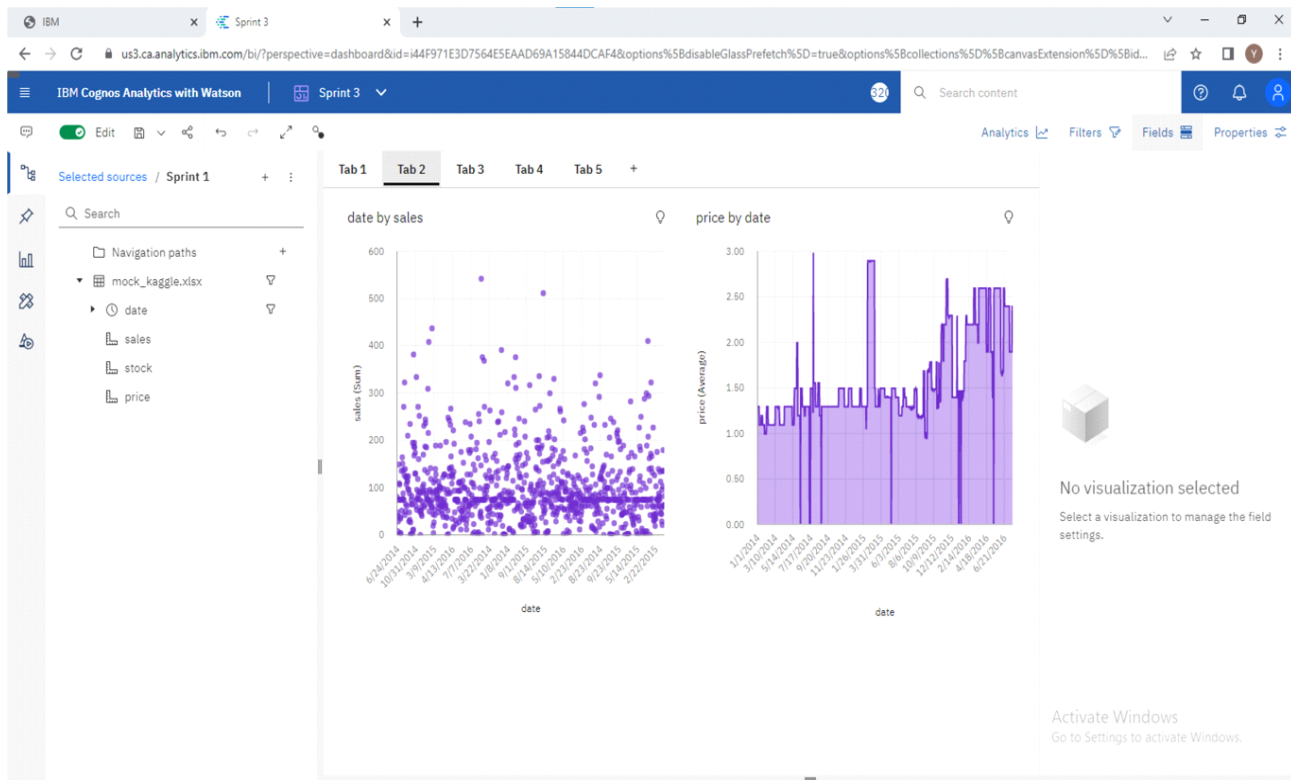 IBM
Sprint 3
us3.ca.analytics.ibm.com/bi/?perspective=dashboard&id=i44F971E3D7564E5EAAD69A15844DCAF4&options%5BdisableGlassPrefetch%5D=true&options%5Bcollections%5D%5BcanvasExtension%5D%5Bid...
Y
IBM Cognos Analytics with Watson
Sprint 3
320
Search content
Edit
Analytics
Filters
Fields
Properties
Selected sources / Sprint 1
Search
Navigation paths
mock_kaggle.xlsx
date
sales
stock
price
Tab 1
Tab 2
Tab 3
Tab 4
Tab 5
date by sales
600
500
400
300
200
100
0
sales (Sum)
6/24/2014
10/31/2014
3/9/2015
4/13/2016
7/7/2016
3/22/2014
1/8/2014
9/1/2015
8/14/2015
5/10/2016
2/23/2016
8/23/2014
9/23/2015
5/14/2015
2/22/2015
date
price by date
3.00
2.50
2.00
1.50
1.00
0.50
0.00
price (Average)
1/1/2014
3/10/2014
5/14/2014
7/17/2014
9/20/2014
11/23/2014
1/26/2015
3/31/2015
6/3/2015
8/6/2015
10/9/2015
12/12/2015
2/14/2016
4/18/2016
6/21/2016
date
No visualization selected
Select a visualization to manage the field
settings.
Activate Windows
Go to Settings to activate Windows.